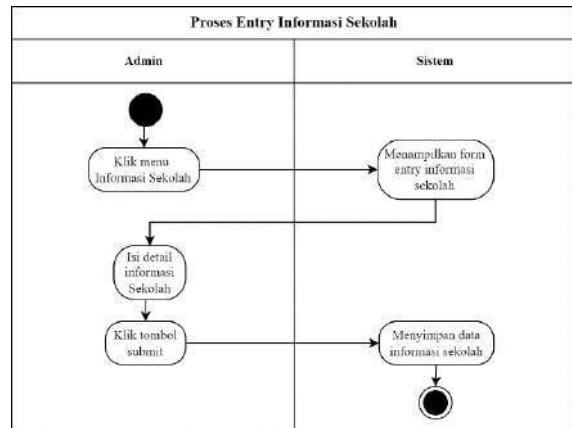 Proses Entry Informasi Sekolah
Admin
Sistem
Klik menu
Informasi Sekolah
Menampilkan form
entry informasi
sekolah
Isi detail
informasi
Sekolah
Klik tombol
submit
Menyimpan data
informasi sekolah